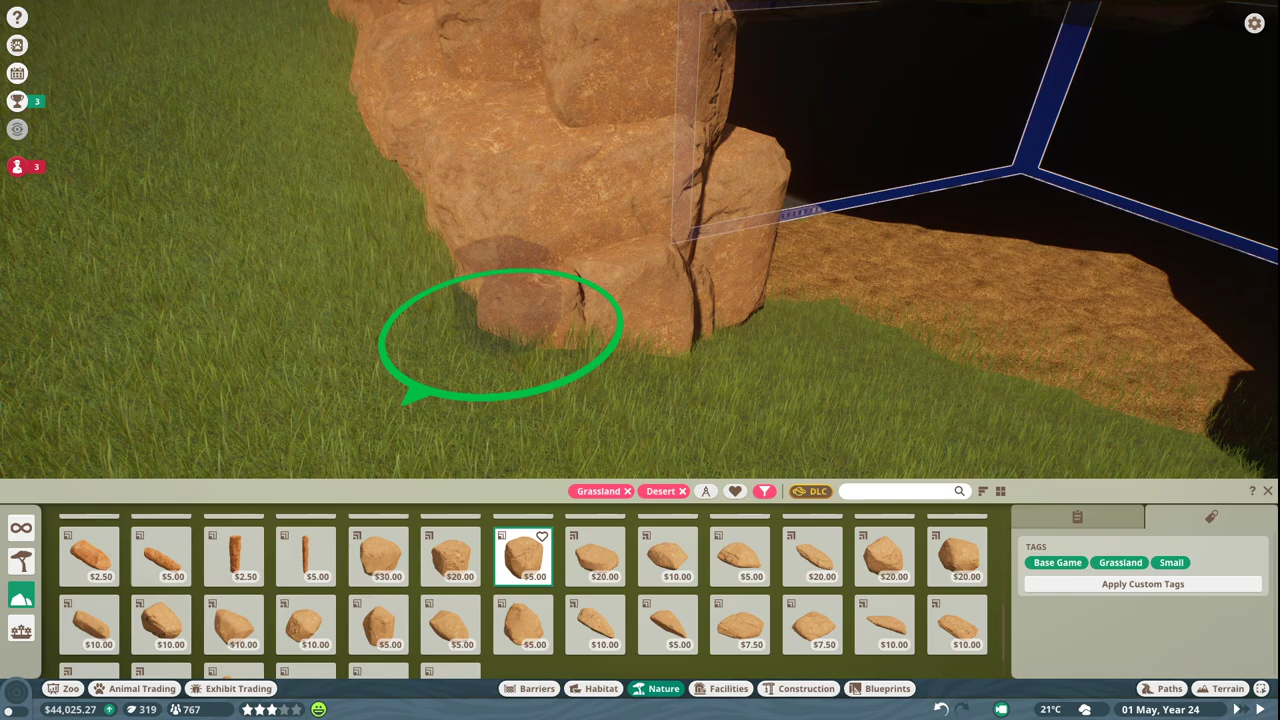 3
3
Grassland × Desert × DLC
? ×
$2.50 $5.00 $2.50 $5.00 $30.00 $20.00 $5.00 $20.00 $10.00 $5.00 $20.00 $20.00 $20.00
$10.00 $10.00 $10.00 $10.00 $5.00 $5.00 $5.00 $10.00 $5.00 $7.50 $7.50 $10.00 $10.00
TAGS
Base Game Grassland Small
Apply Custom Tags
Zoo Animal Trading Exhibit Trading Barriers Habitat Nature Facilities Construction Blueprints Paths Terrain
$44,025.27 319 767 21°C 01 May, Year 24